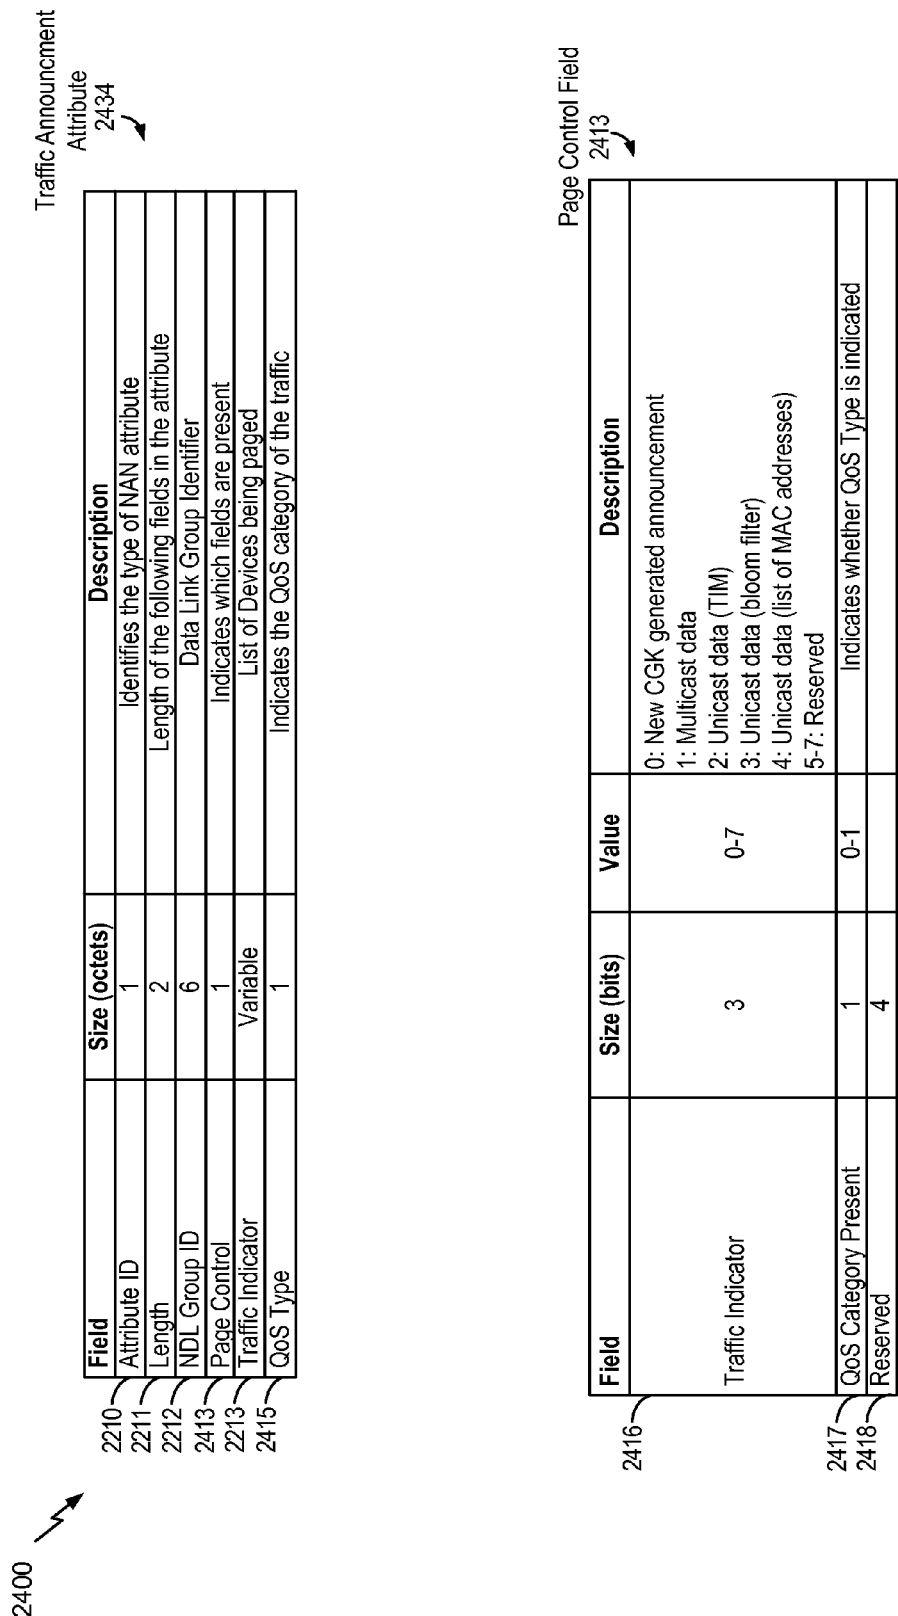 2400
Traffic Announcment
Attribute
2434
Field Size (octets) Description
2210 Attribute ID 1 Identifies the type of NAN attribute
2211 Length 2 Length of the following fields in the attribute
2212 NDL Group ID 6 Data Link Group Identifier
2413 Page Control 1 Indicates which fields are present
2213 Traffic Indicator Variable List of Devices being paged
2415 QoS Type 1 Indicates the QoS category of the traffic
Page Control Field
2413
Field Size (bits) Value Description
2416 Traffic Indicator 3 0-7
0: New CGK generated announcement
1: Multicast data
2: Unicast data (TIM)
3: Unicast data (bloom filter)
4: Unicast data (list of MAC addresses)
5-7: Reserved
2417 QoS Category Present 1 0-1 Indicates whether QoS Type is indicated
2418 Reserved 4